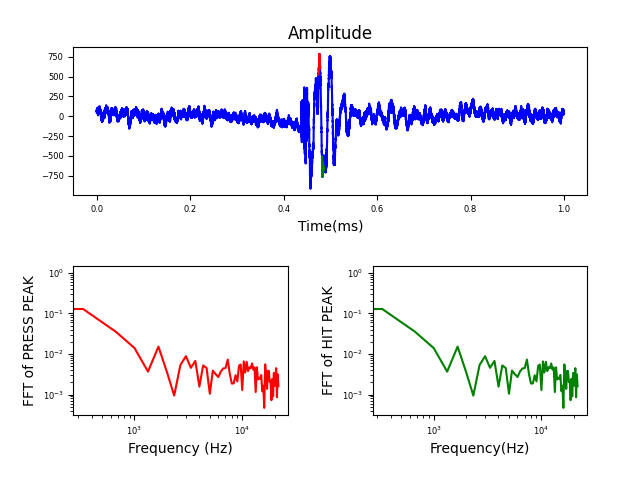 Amplitude
750
500
250
0
−250
−500
−750
0.0 0.2 0.4 0.6 0.8 1.0
Time(ms)
FFT of PRESS PEAK
10⁰
10⁻¹
10⁻²
10⁻³
10³ 10⁴
Frequency (Hz)
FFT of HIT PEAK
10⁰
10⁻¹
10⁻²
10⁻³
10³ 10⁴
Frequency(Hz)